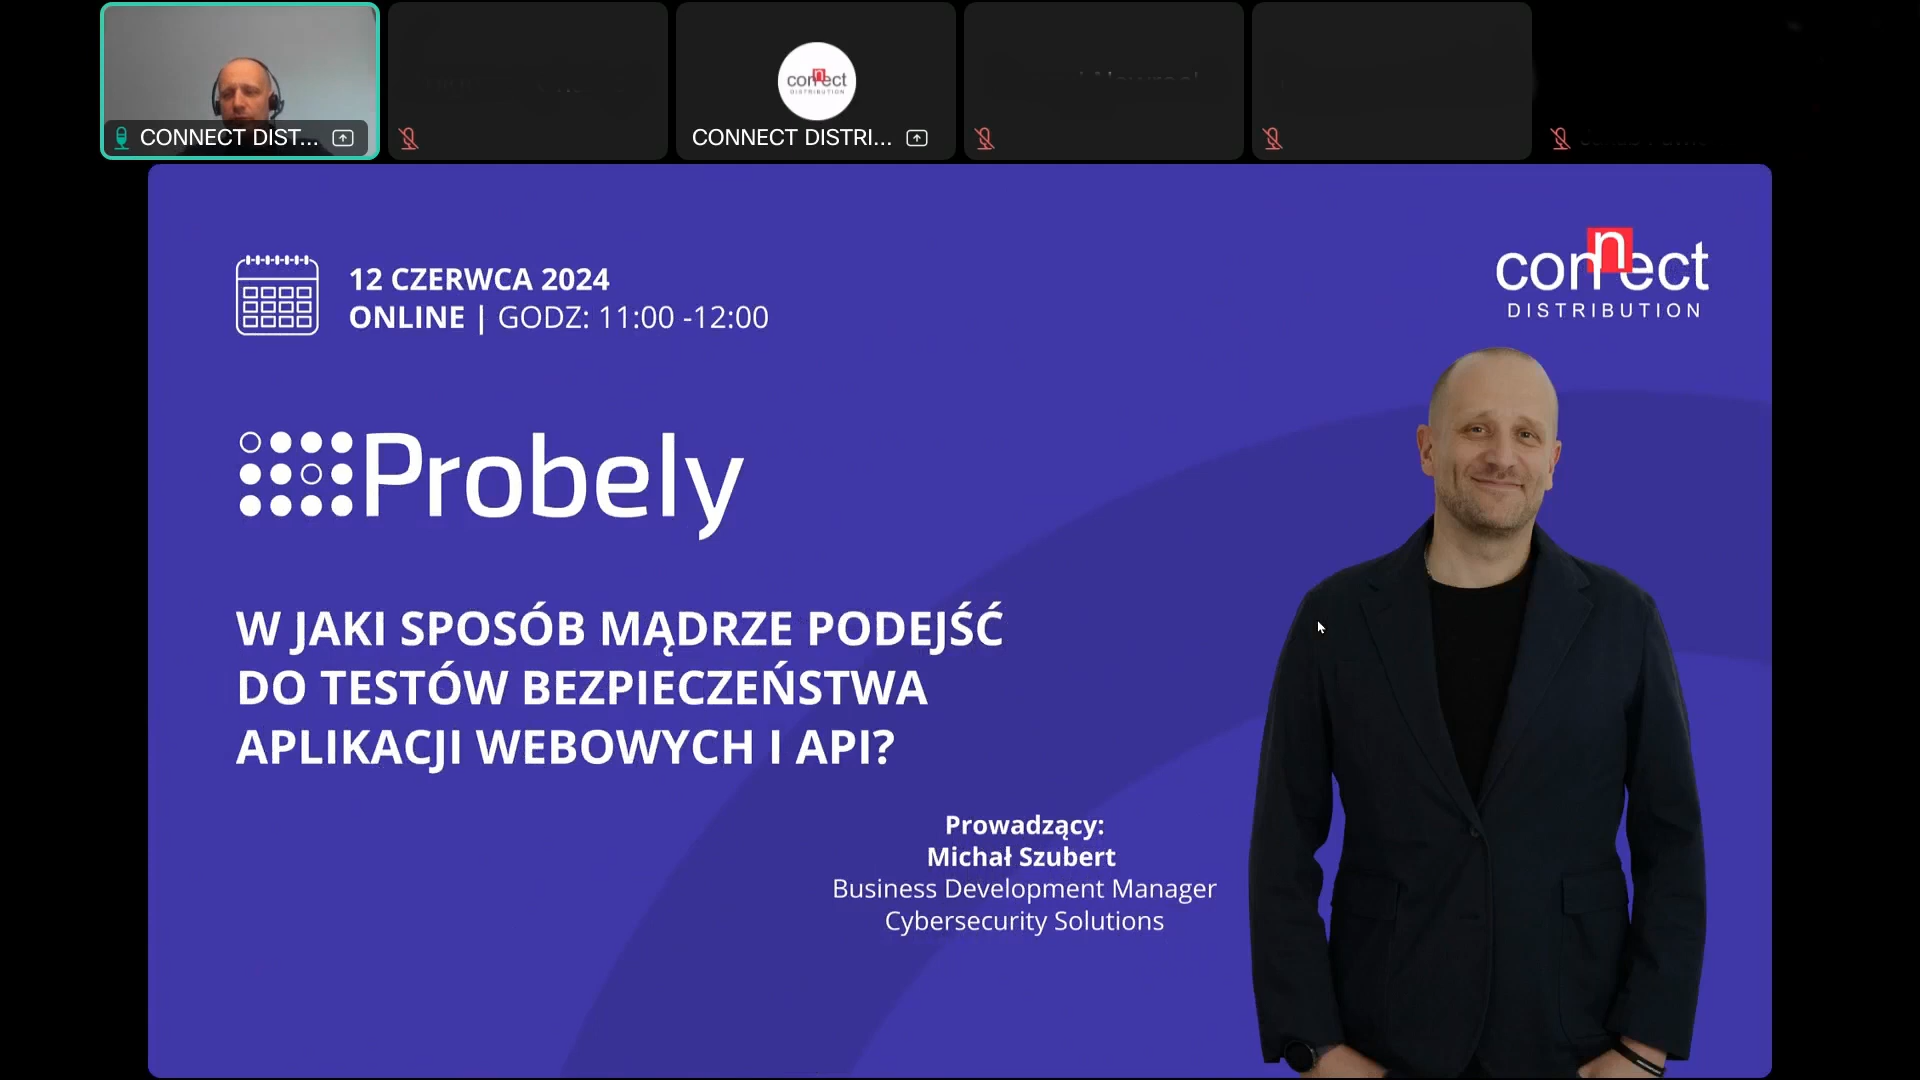 CONNECT DIST...
connect
DISTRIBUTION
CONNECT DISTRI...
12 CZERWCA 2024
ONLINE | GODZ: 11:00 -12:00
connect
DISTRIBUTION
Probely
W JAKI SPOSÓB MĄDRZE PODEJŚĆ
DO TESTÓW BEZPIECZEŃSTWA
APLIKACJI WEBOWYCH I API?
Prowadzący:
Michał Szubert
Business Development Manager
Cybersecurity Solutions